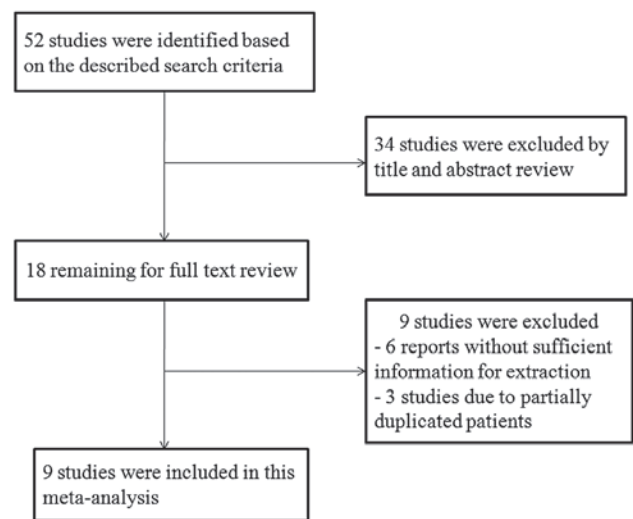 52 studies were identified based
on the described search criteria
34 studies were excluded by
title and abstract review
18 remaining for full text review
9 studies were excluded
- 6 reports without sufficient
information for extraction
- 3 studies due to partially
duplicated patients
9 studies were included in this
meta-analysis